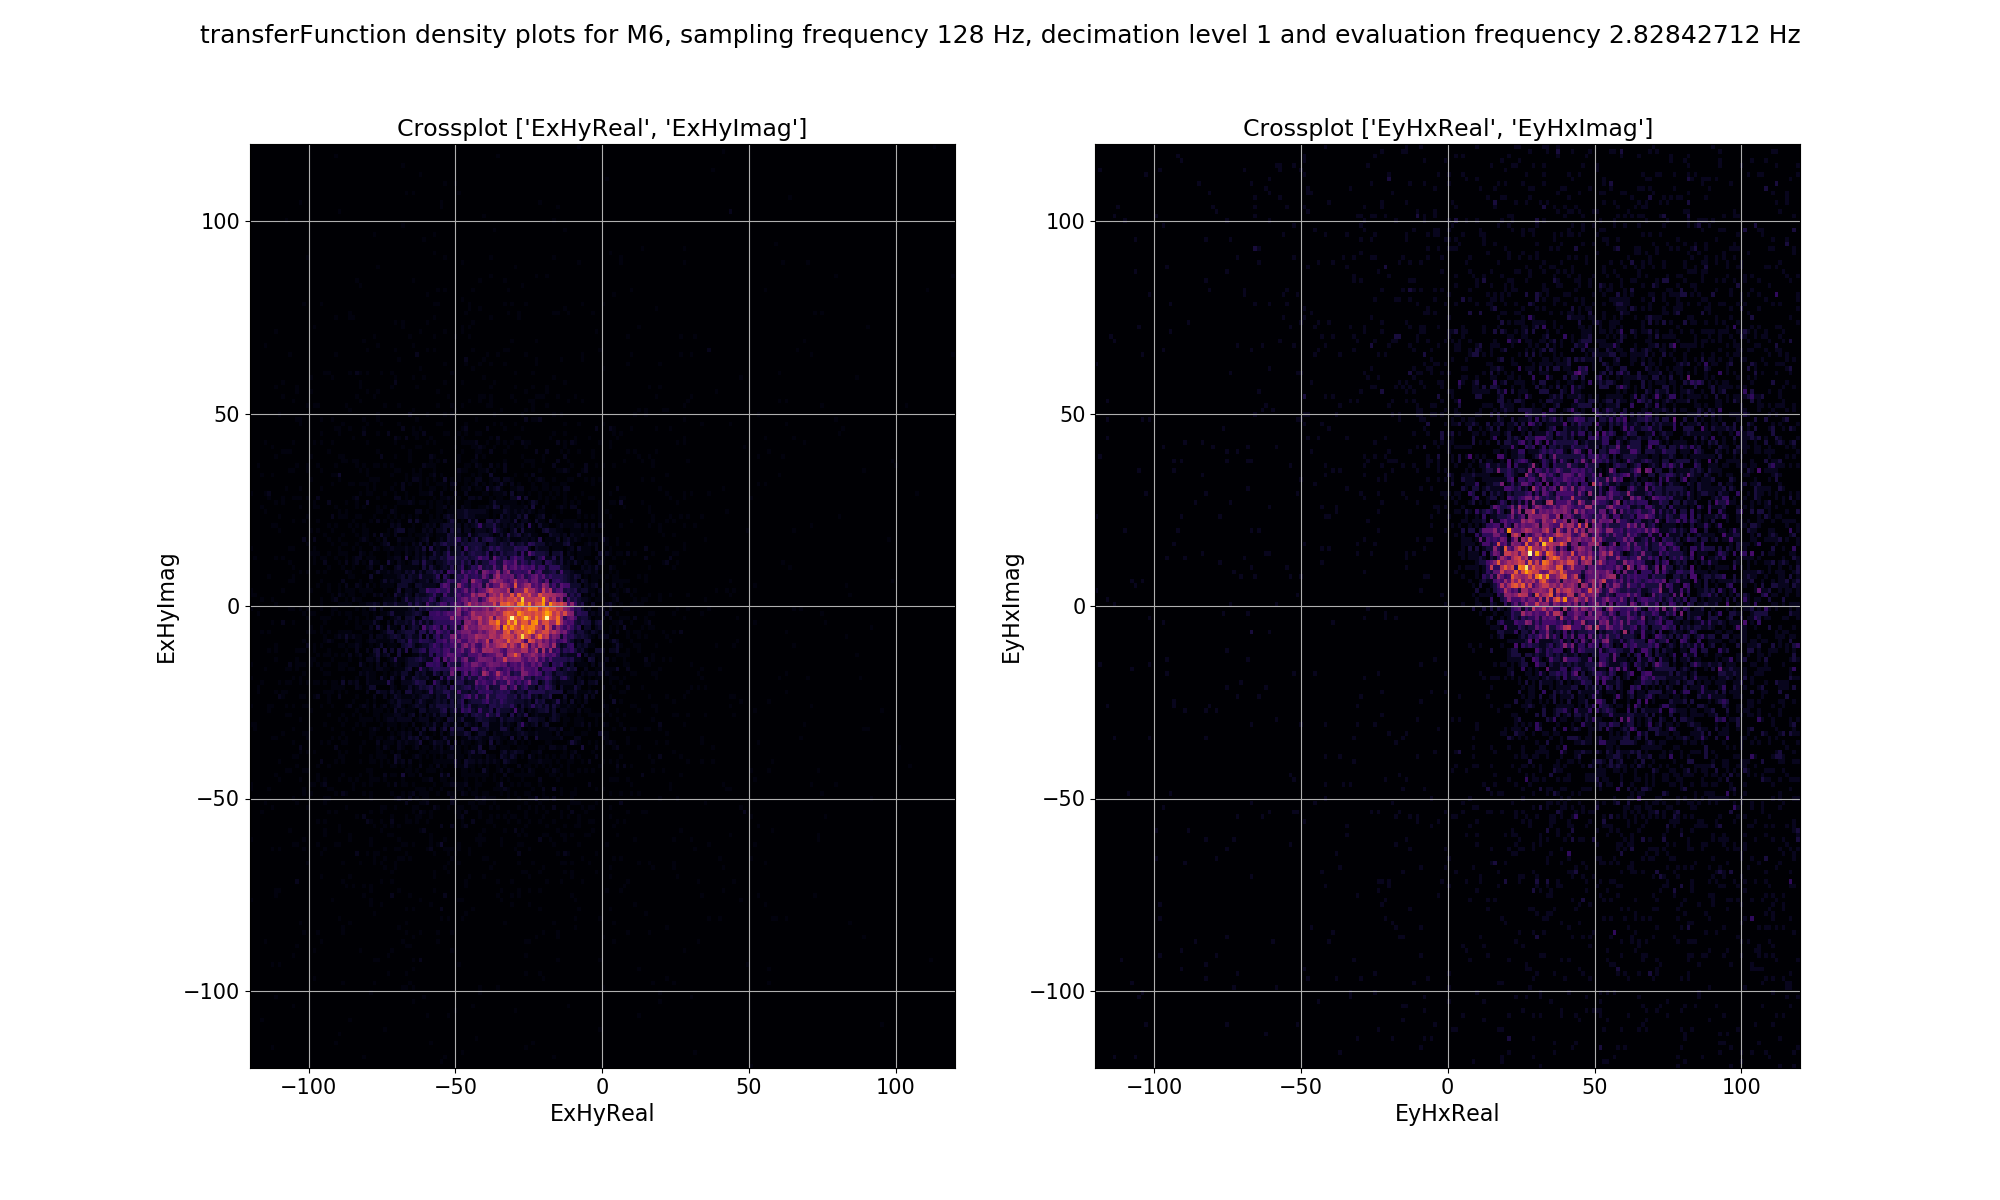 transferFunction density plots for M6, sampling frequency 128 Hz, decimation level 1 and evaluation frequency 2.82842712 Hz
Crossplot ['ExHyReal', 'ExHyImag']
100
50
0
−50
−100
ExHyImag
−100 −50 0 50 100
ExHyReal
Crossplot ['EyHxReal', 'EyHxImag']
100
50
0
−50
−100
EyHxImag
−100 −50 0 50 100
EyHxReal